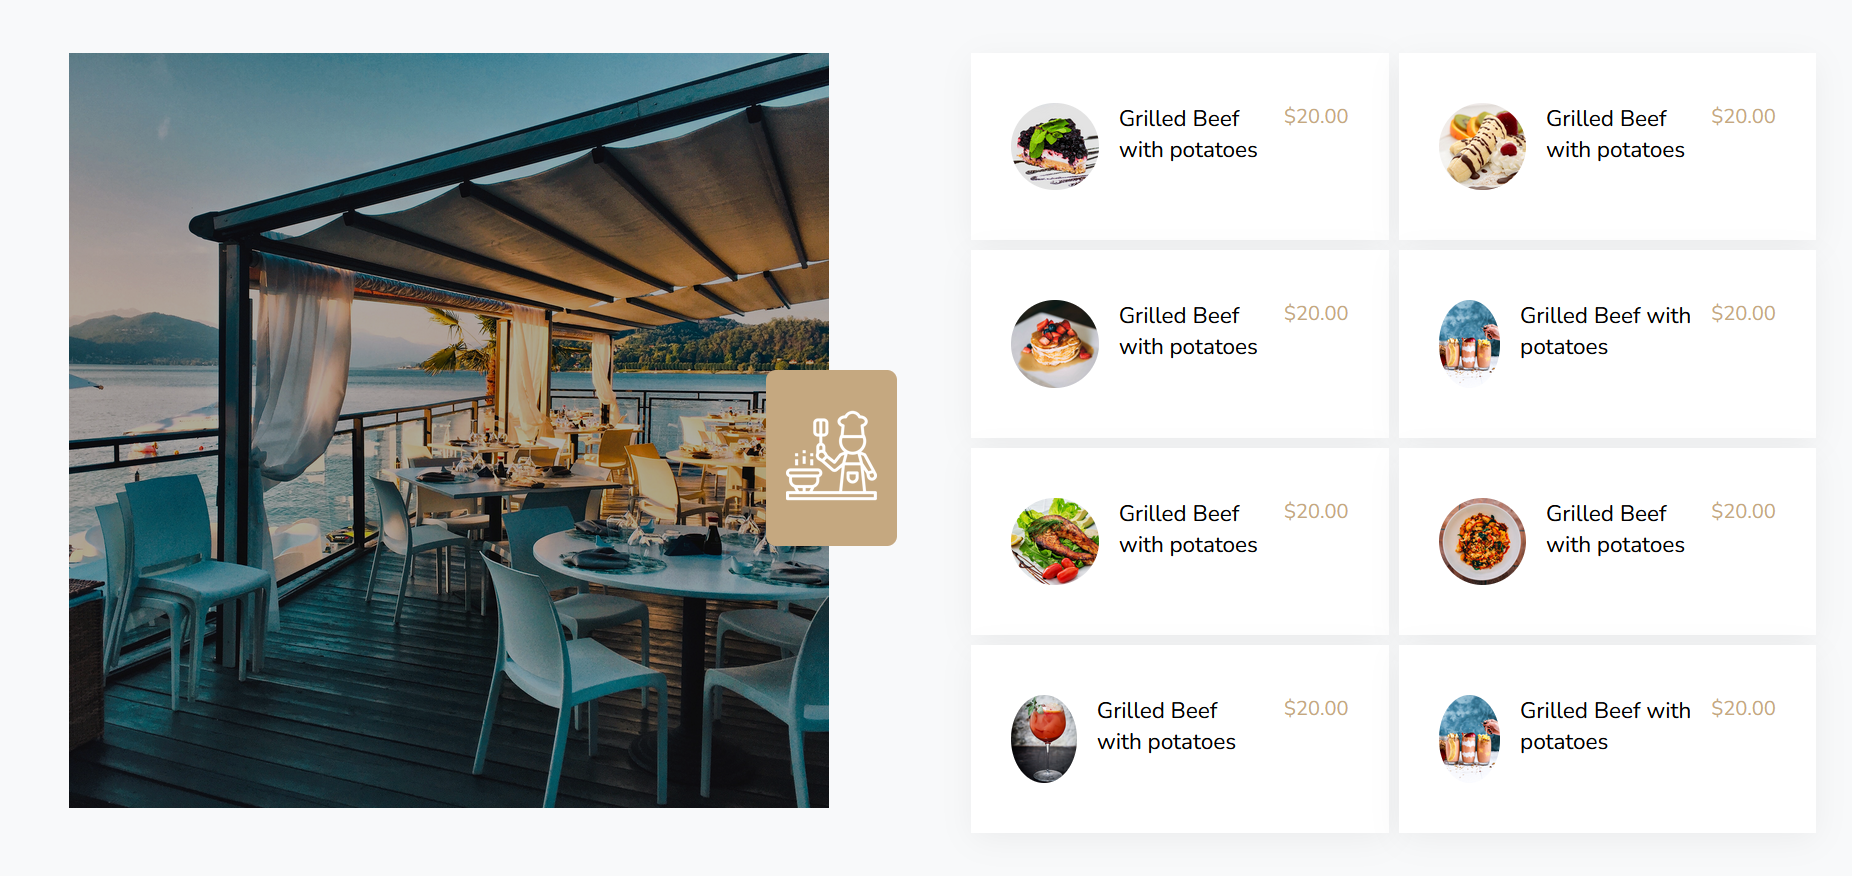 Grilled Beef
with potatoes
$20.00
Grilled Beef
with potatoes
$20.00
Grilled Beef
with potatoes
$20.00
Grilled Beef with
potatoes
$20.00
Grilled Beef
with potatoes
$20.00
Grilled Beef
with potatoes
$20.00
Grilled Beef
with potatoes
$20.00
Grilled Beef with
potatoes
$20.00